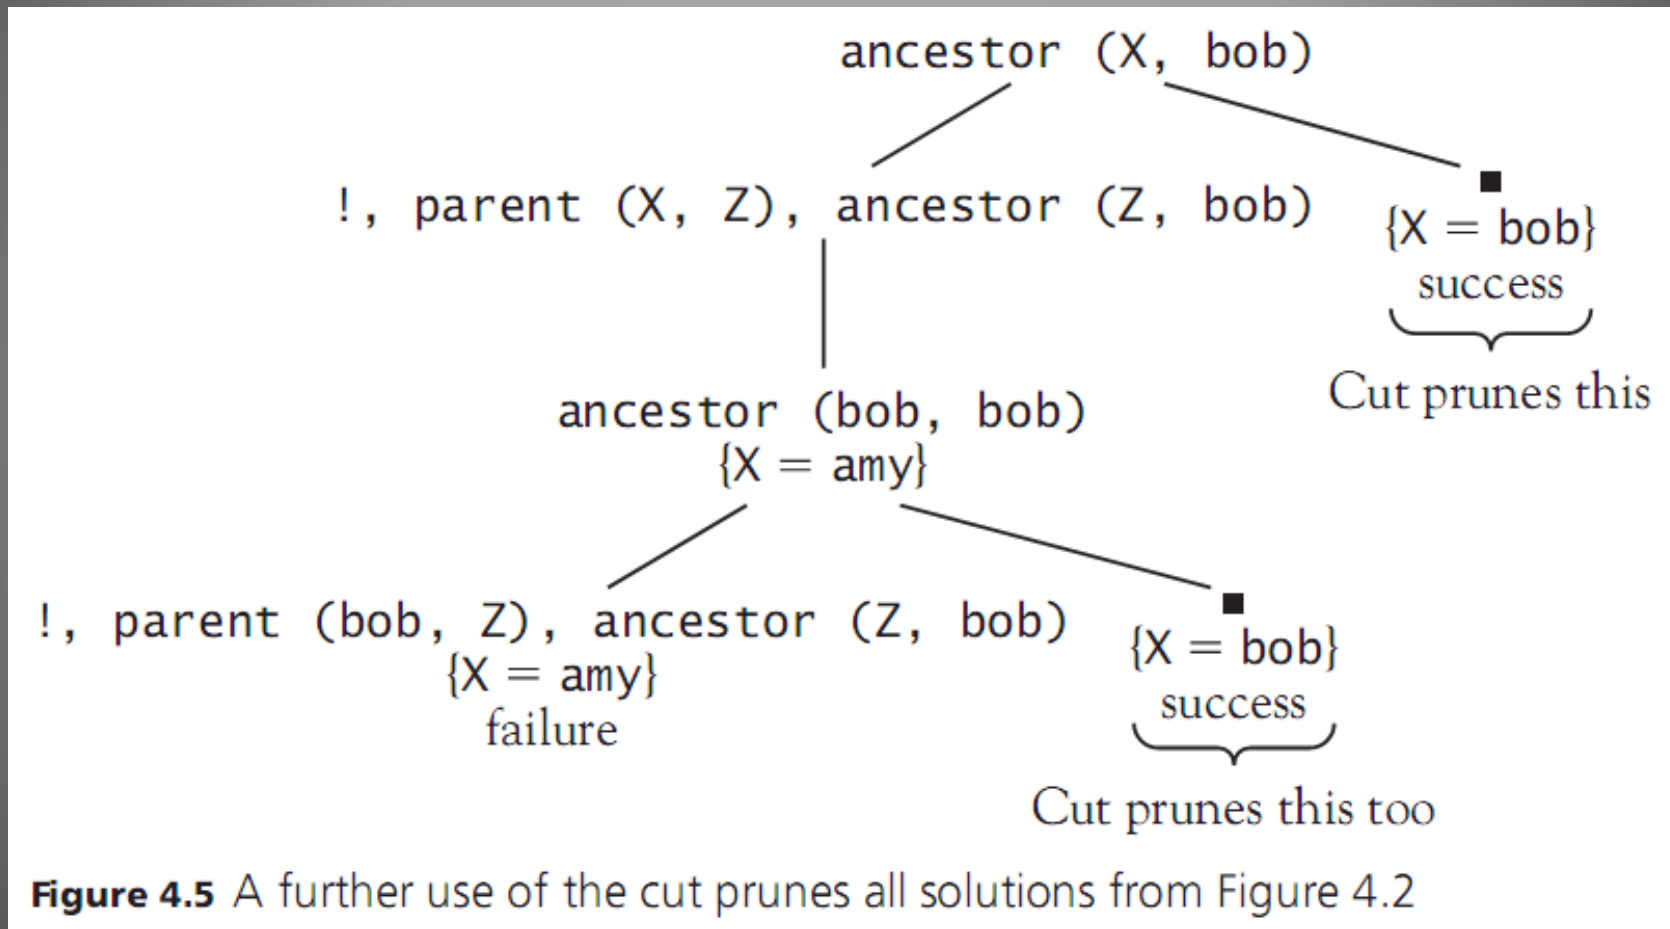 ancestor (X, bob)
!, parent (X, Z), ancestor (Z, bob)
{X = bob}
success
Cut prunes this
ancestor (bob, bob)
{X = amy}
!, parent (bob, Z), ancestor (Z, bob)
{X = amy}
failure
{X = bob}
success
Cut prunes this too
Figure 4.5 A further use of the cut prunes all solutions from Figure 4.2